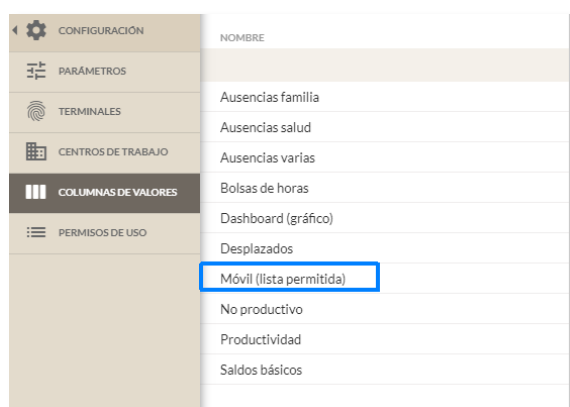 CONFIGURACIÓN
PARÁMETROS
TERMINALES
CENTROS DE TRABAJO
COLUMNAS DE VALORES
PERMISOS DE USO
NOMBRE
Ausencias familia
Ausencias salud
Ausencias varias
Bolsas de horas
Dashboard (gráfico)
Desplazados
Móvil (lista permitida)
No productivo
Productividad
Saldos básicos